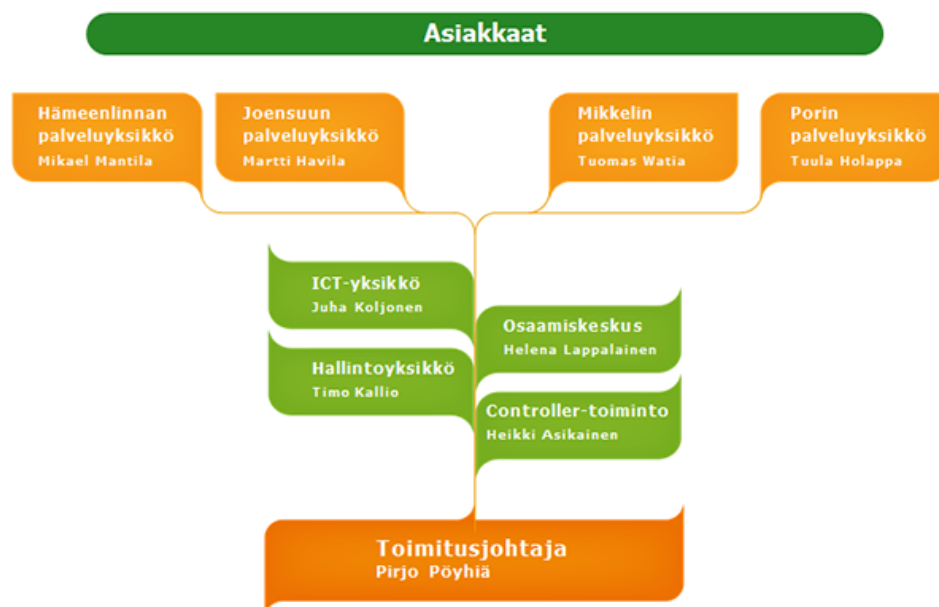 Asiakkaat
Hämeenlinnan
palveluyksikkö
Mikael Mantila
Joensuun
palveluyksikkö
Martti Havila
Mikkelin
palveluyksikkö
Tuomas Watia
Porin
palveluyksikkö
Tuula Holappa
ICT-yksikkö
Juha Koljonen
Osaamiskeskus
Helena Lappalainen
Hallintoyksikkö
Timo Kallio
Controller-toiminto
Heikki Asikainen
Toimitusjohtaja
Pirjo Pöyhiä